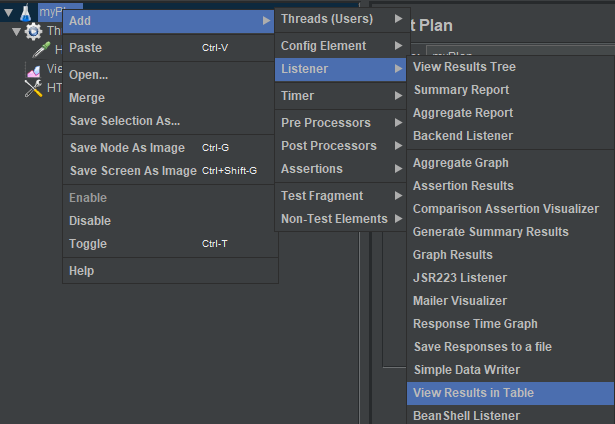 myPl
Th
H
Vie
HT
Add
Paste Ctrl-V
Open...
Merge
Save Selection As...
Save Node As Image Ctrl-G
Save Screen As Image Ctrl+Shift-G
Enable
Disable
Toggle Ctrl-T
Help
Threads (Users)
Config Element
Listener
Timer
Pre Processors
Post Processors
Assertions
Test Fragment
Non-Test Elements
t Plan
View Results Tree
Summary Report
Aggregate Report
Backend Listener
Aggregate Graph
Assertion Results
Comparison Assertion Visualizer
Generate Summary Results
Graph Results
JSR223 Listener
Mailer Visualizer
Response Time Graph
Save Responses to a file
Simple Data Writer
View Results in Table
BeanShell Listener